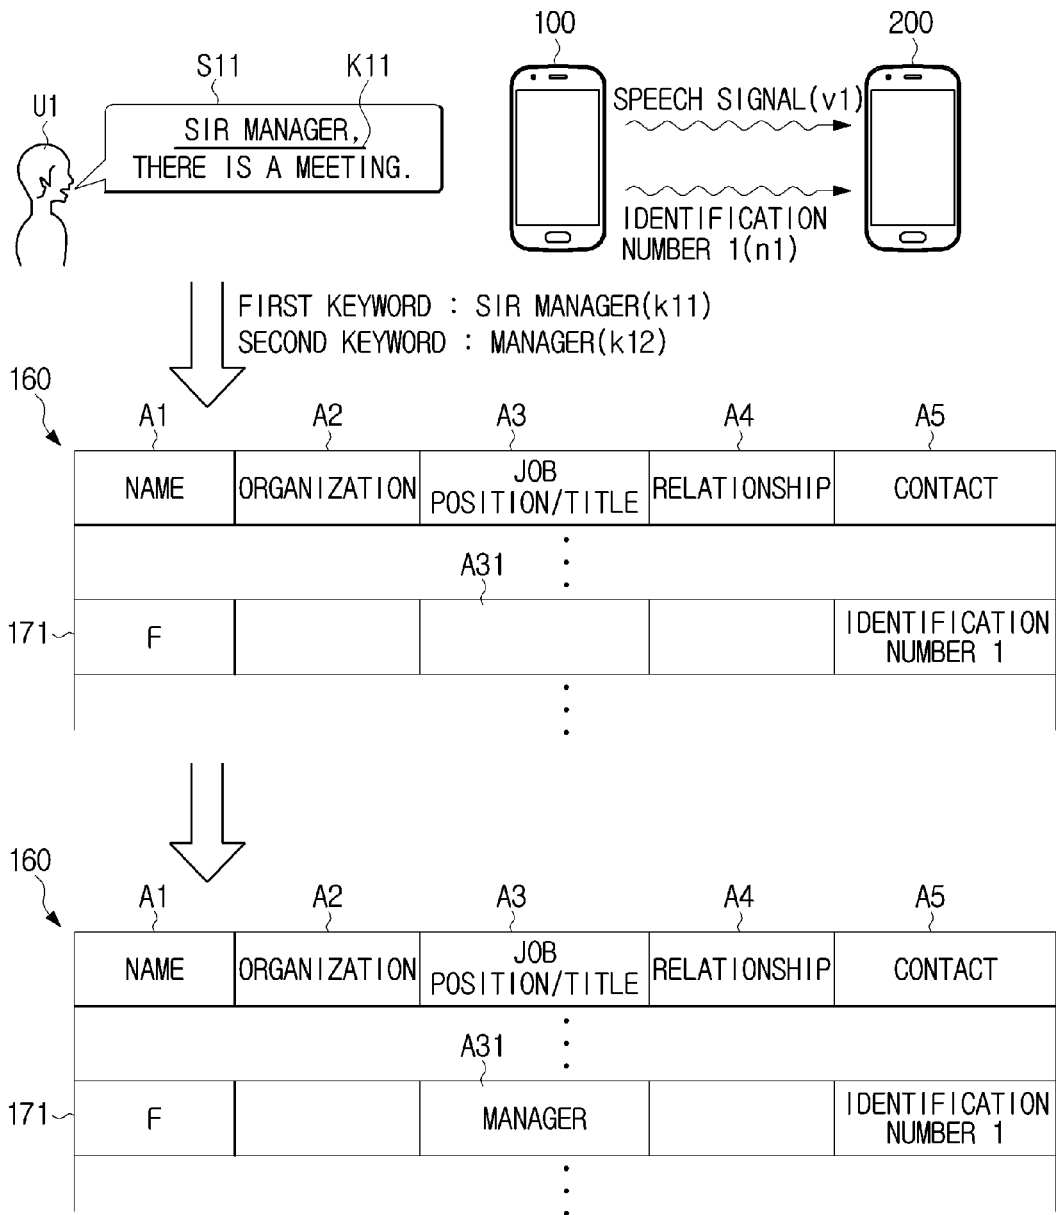 100
200
S11
K11
U1
SIR MANAGER,
THERE IS A MEETING.
SPEECH SIGNAL(v1)
IDENTIFICATION
NUMBER 1(n1)
FIRST KEYWORD : SIR MANAGER(k11)
SECOND KEYWORD : MANAGER(k12)
160
A1
A2
A3
A4
A5
NAME
ORGANIZATION
JOB
POSITION/TITLE
RELATIONSHIP
CONTACT
A31
171
F
IDENTIFICATION
NUMBER 1
160
A1
A2
A3
A4
A5
NAME
ORGANIZATION
JOB
POSITION/TITLE
RELATIONSHIP
CONTACT
A31
171
F
MANAGER
IDENTIFICATION
NUMBER 1